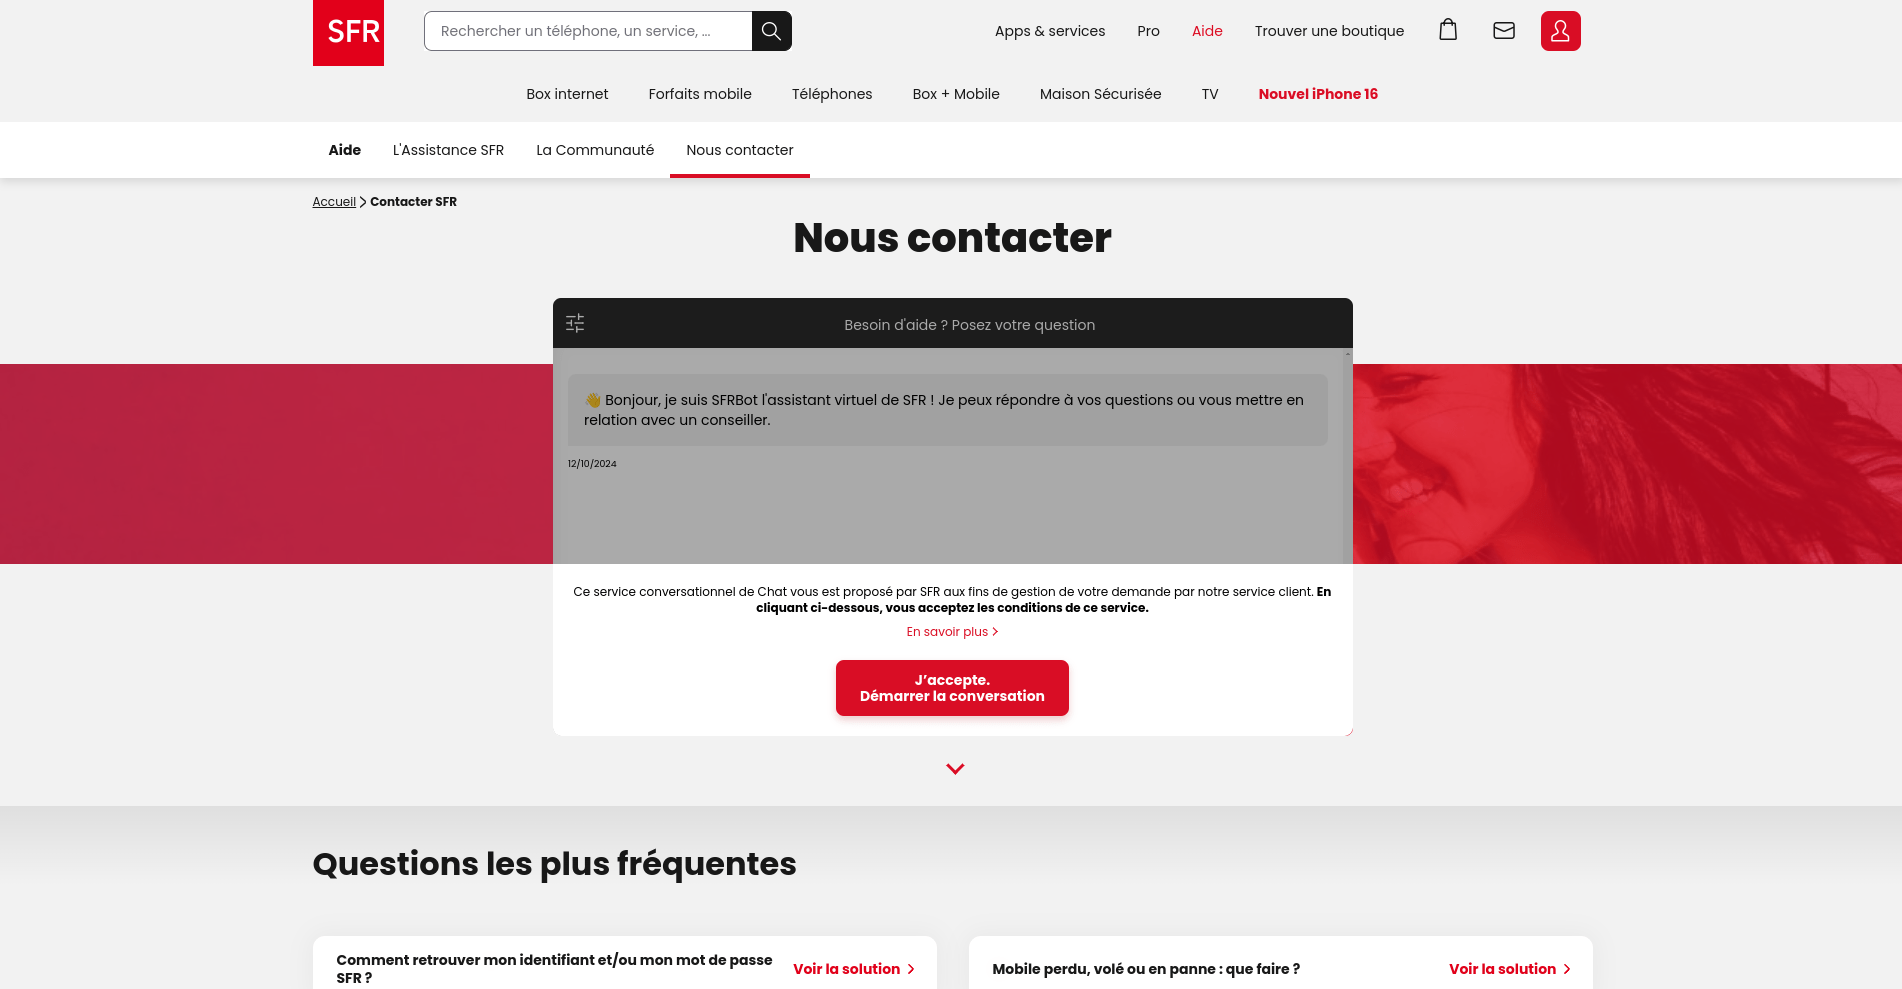 SFR
Rechercher un téléphone, un service, ...
Apps & services
Pro
Aide
Trouver une boutique
Box internet
Forfaits mobile
Téléphones
Box + Mobile
Maison Sécurisée
TV
Nouvel iPhone 16
Aide
L'Assistance SFR
La Communauté
Nous contacter
Accueil > Contacter SFR
Nous contacter
Besoin d'aide ? Posez votre question
👋 Bonjour, je suis SFRBot l'assistant virtuel de SFR ! Je peux répondre à vos questions ou vous mettre en
relation avec un conseiller.
12/10/2024
Ce service conversationnel de Chat vous est proposé par SFR aux fins de gestion de votre demande par notre service client. En
cliquant ci-dessous, vous acceptez les conditions de ce service.
En savoir plus >
J’accepte.
Démarrer la conversation
Questions les plus fréquentes
Comment retrouver mon identifiant et/ou mon mot de passe
SFR ?
Voir la solution >
Mobile perdu, volé ou en panne : que faire ?
Voir la solution >